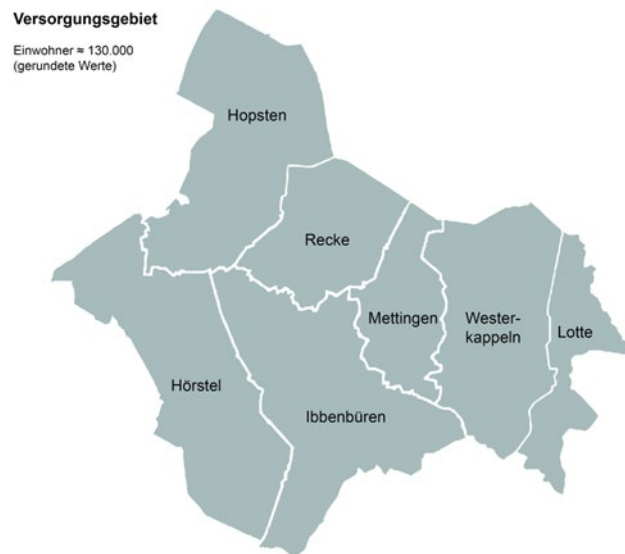 Versorgungsgebiet
Einwohner ≈ 130.000
(gerundete Werte)
Hopsten
Recke
Mettingen
Wester-
kappeln
Lotte
Hörstel
Ibbenbüren